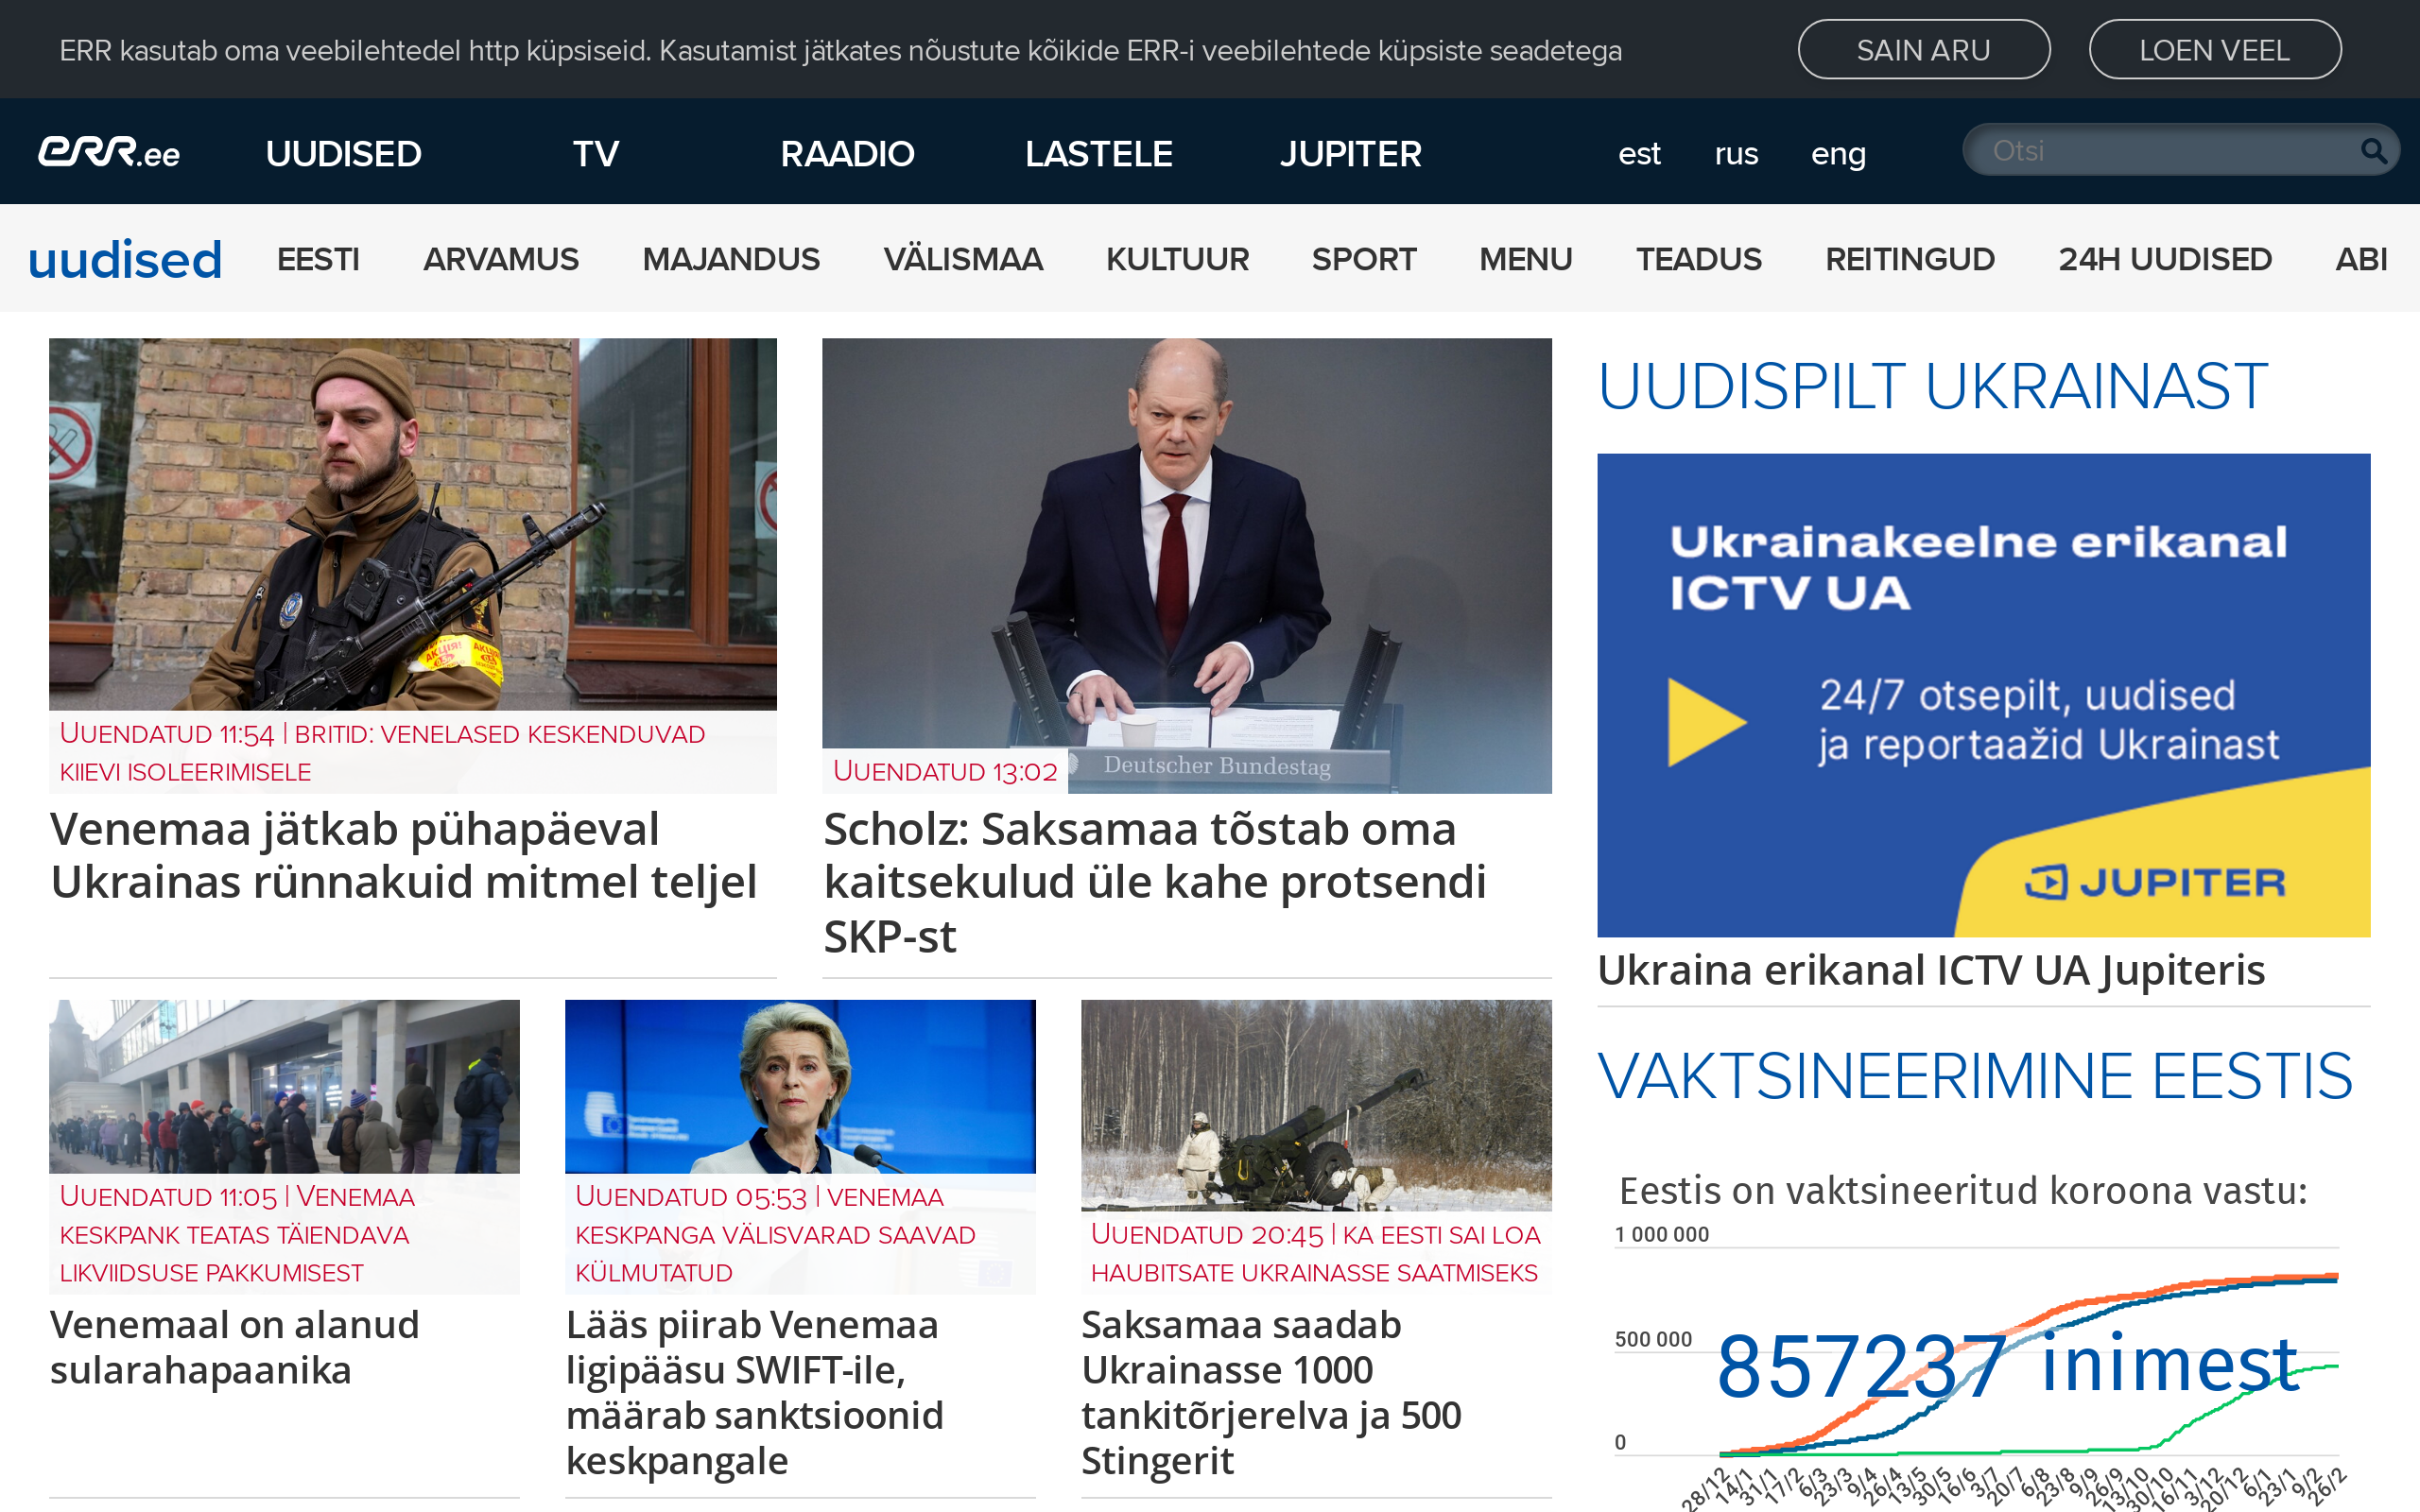 ERR kasutab oma veebilehtedel http küpsiseid. Kasutamist jätkates nõustute kõikide ERR-i veebilehtede küpsiste seadetega
SAIN ARU
LOEN VEEL
err.ee
UUDISED
TV
RAADIO
LASTELE
JUPITER
est
rus
eng
Otsi
uudised
EESTI
ARVAMUS
MAJANDUS
VÄLISMAA
KULTUUR
SPORT
MENU
TEADUS
REITINGUD
24H UUDISED
ABI
АКЦІЯ!
АКЦІЯ!
UUENDATUD 11:54 | BRITID: VENELASED KESKENDUVAD
KIIEVI ISOLEERIMISELE
Venemaa jätkab pühapäeval
Ukrainas rünnakuid mitmel teljel
Deutscher Bundestag
UUENDATUD 13:02
Scholz: Saksamaa tõstab oma
kaitsekulud üle kahe protsendi
SKP-st
UUDISPILT UKRAINAST
Ukrainakeelne erikanal
ICTV UA
24/7 otsepilt, uudised
ja reportaažid Ukrainast
JUPITER
Ukraina erikanal ICTV UA Jupiteris
UUENDATUD 11:05 | VENEMAA
KESKPANK TEATAS TÄIENDAVA
LIKVIIDSUSE PAKKUMISEST
Venemaal on alanud
sularahapaanika
UUENDATUD 05:53 | VENEMAA
KESKPANGA VÄLISVARAD SAAVAD
KÜLMUTATUD
Lääs piirab Venemaa
ligipääsu SWIFT-ile,
määrab sanktsioonid
keskpangale
UUENDATUD 20:45 | KA EESTI SAI LOA
HAUBITSATE UKRAINASSE SAATMISEKS
Saksamaa saadab
Ukrainasse 1000
tankitõrjerelva ja 500
Stingerit
VAKTSINEERIMINE EESTIS
Eestis on vaktsineeritud koroona vastu:
1 000 000
500 000
0
857237 inimest
28/12 14/1 31/1 17/2 6/3 23/3 9/4 26/4 13/5 30/5 16/6 3/7 20/7 6/8 23/8 9/9 26/9 13/10 30/10 16/11 3/12 20/12 6/1 23/1 9/2 26/2